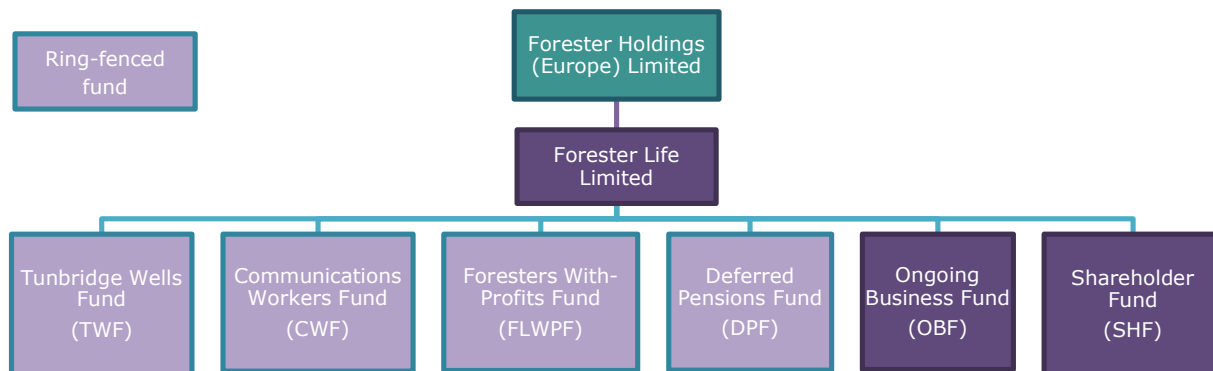 Ring-fenced
fund
Forester Holdings
(Europe) Limited
Forester Life
Limited
Tunbridge Wells
Fund
(TWF)
Communications
Workers Fund
(CWF)
Foresters With-
Profits Fund
(FLWPF)
Deferred
Pensions Fund
(DPF)
Ongoing
Business Fund
(OBF)
Shareholder
Fund
(SHF)